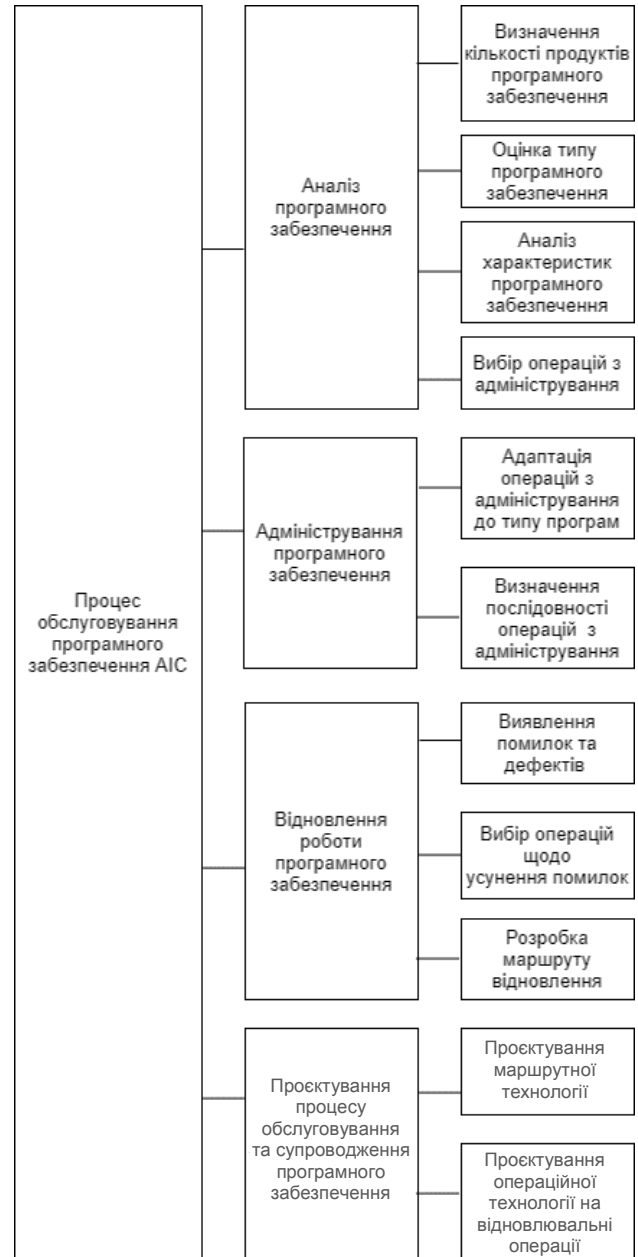 Процес
обслуговування
програмного
забезпечення АІС
Аналіз
програмного
забезпечення
Визначення
кількості продуктів
програмного
забезпечення
Оцінка типу
програмного
забезпечення
Аналіз
характеристик
програмного
забезпечення
Вибір операцій з
адміністрування
Адміністрування
програмного
забезпечення
Адаптація
операцій з
адміністрування
до типу програм
Визначення
послідовності
операцій з
адміністрування
Відновлення
роботи
програмного
забезпечення
Виявлення
помилок та
дефектів
Вибір операцій
щодо
усунення помилок
Розробка
маршруту
відновлення
Проєктування
процесу
обслуговування
та супроводження
програмного
забезпечення
Проєктування
маршрутної
технології
Проєктування
операційної
технології на
відновлювальні
операції